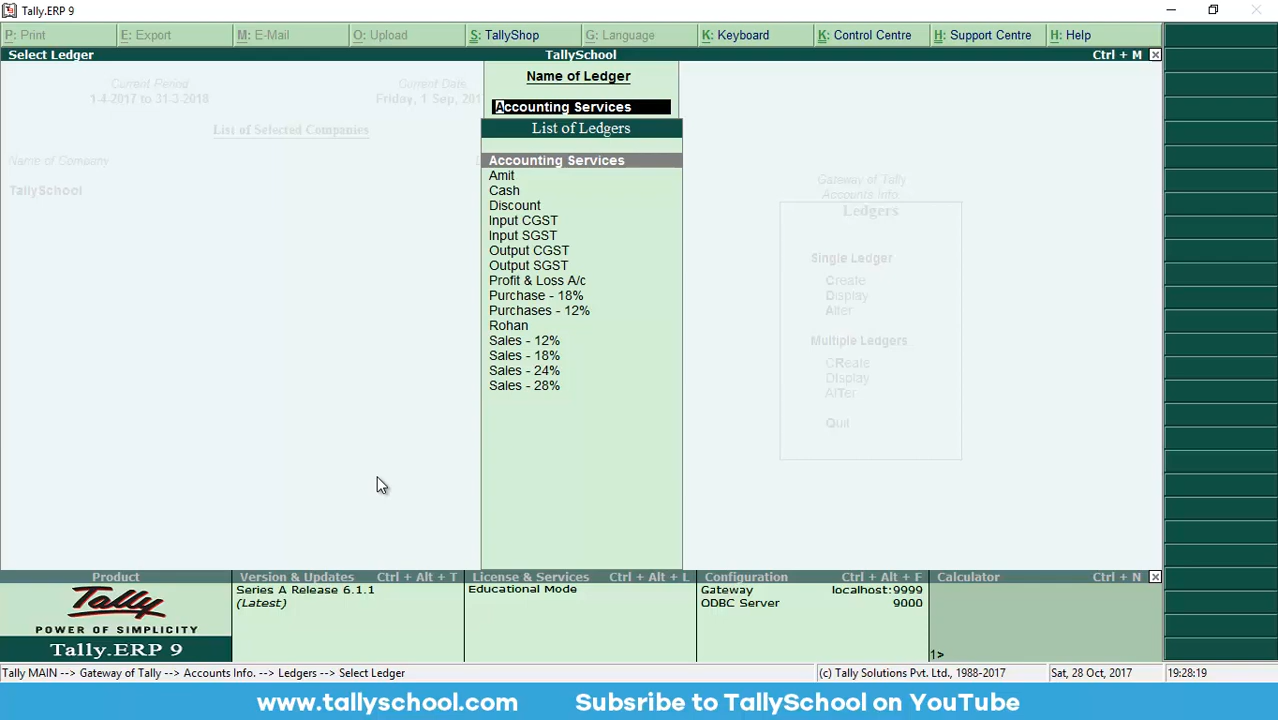 Tally.ERP 9
P: Print
E: Export
M: E-Mail
O: Upload
S: TallyShop
G: Language
K: Keyboard
K: Control Centre
H: Support Centre
H: Help
Select Ledger
TallySchool
Ctrl + M
Current Period
1-4-2017 to 31-3-2018
Current Date
Friday, 1 Sep, 201
List of Selected Companies
Name of Company
TallySchool
Name of Ledger
Accounting Services
List of Ledgers
Accounting Services
Amit
Cash
Discount
Input CGST
Input SGST
Output CGST
Output SGST
Profit & Loss A/c
Purchase - 18%
Purchases - 12%
Rohan
Sales - 12%
Sales - 18%
Sales - 24%
Sales - 28%
Gateway of Tally
Accounts Info.
Ledgers
Single Ledger
Create
Display
Alter
Multiple Ledgers
CReate
DIsplay
AlTer
Quit
Product
Tally
POWER OF SIMPLICITY
Tally.ERP 9
Version & Updates Ctrl + Alt + T
Series A Release 6.1.1
(Latest)
License & Services Ctrl + Alt + L
Educational Mode
Configuration Ctrl + Alt + F
Gateway localhost:9999
ODBC Server 9000
Calculator Ctrl + N
1>
Tally MAIN --> Gateway of Tally --> Accounts Info. --> Ledgers --> Select Ledger
(c) Tally Solutions Pvt. Ltd., 1988-2017
Sat, 28 Oct, 2017
19:28:19
www.tallyschool.com
Subsribe to TallySchool on YouTube